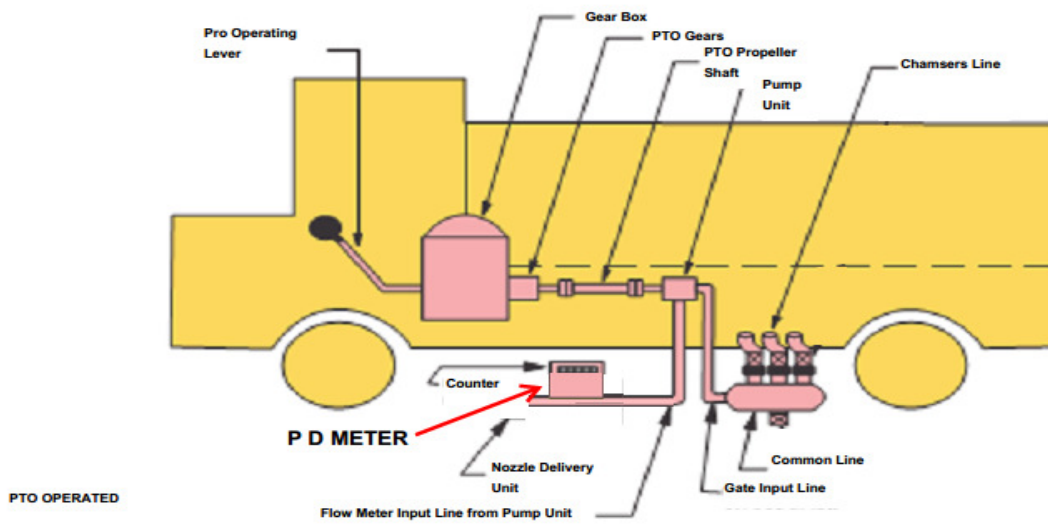 Gear Box
Pro Operating
Lever
PTO Gears
PTO Propeller
Shaft
Chamsers Line
Pump
Unit
Counter
P D METER
Nozzle Delivery
Unit
Common Line
Gate Input Line
PTO OPERATED
Flow Meter Input Line from Pump Unit